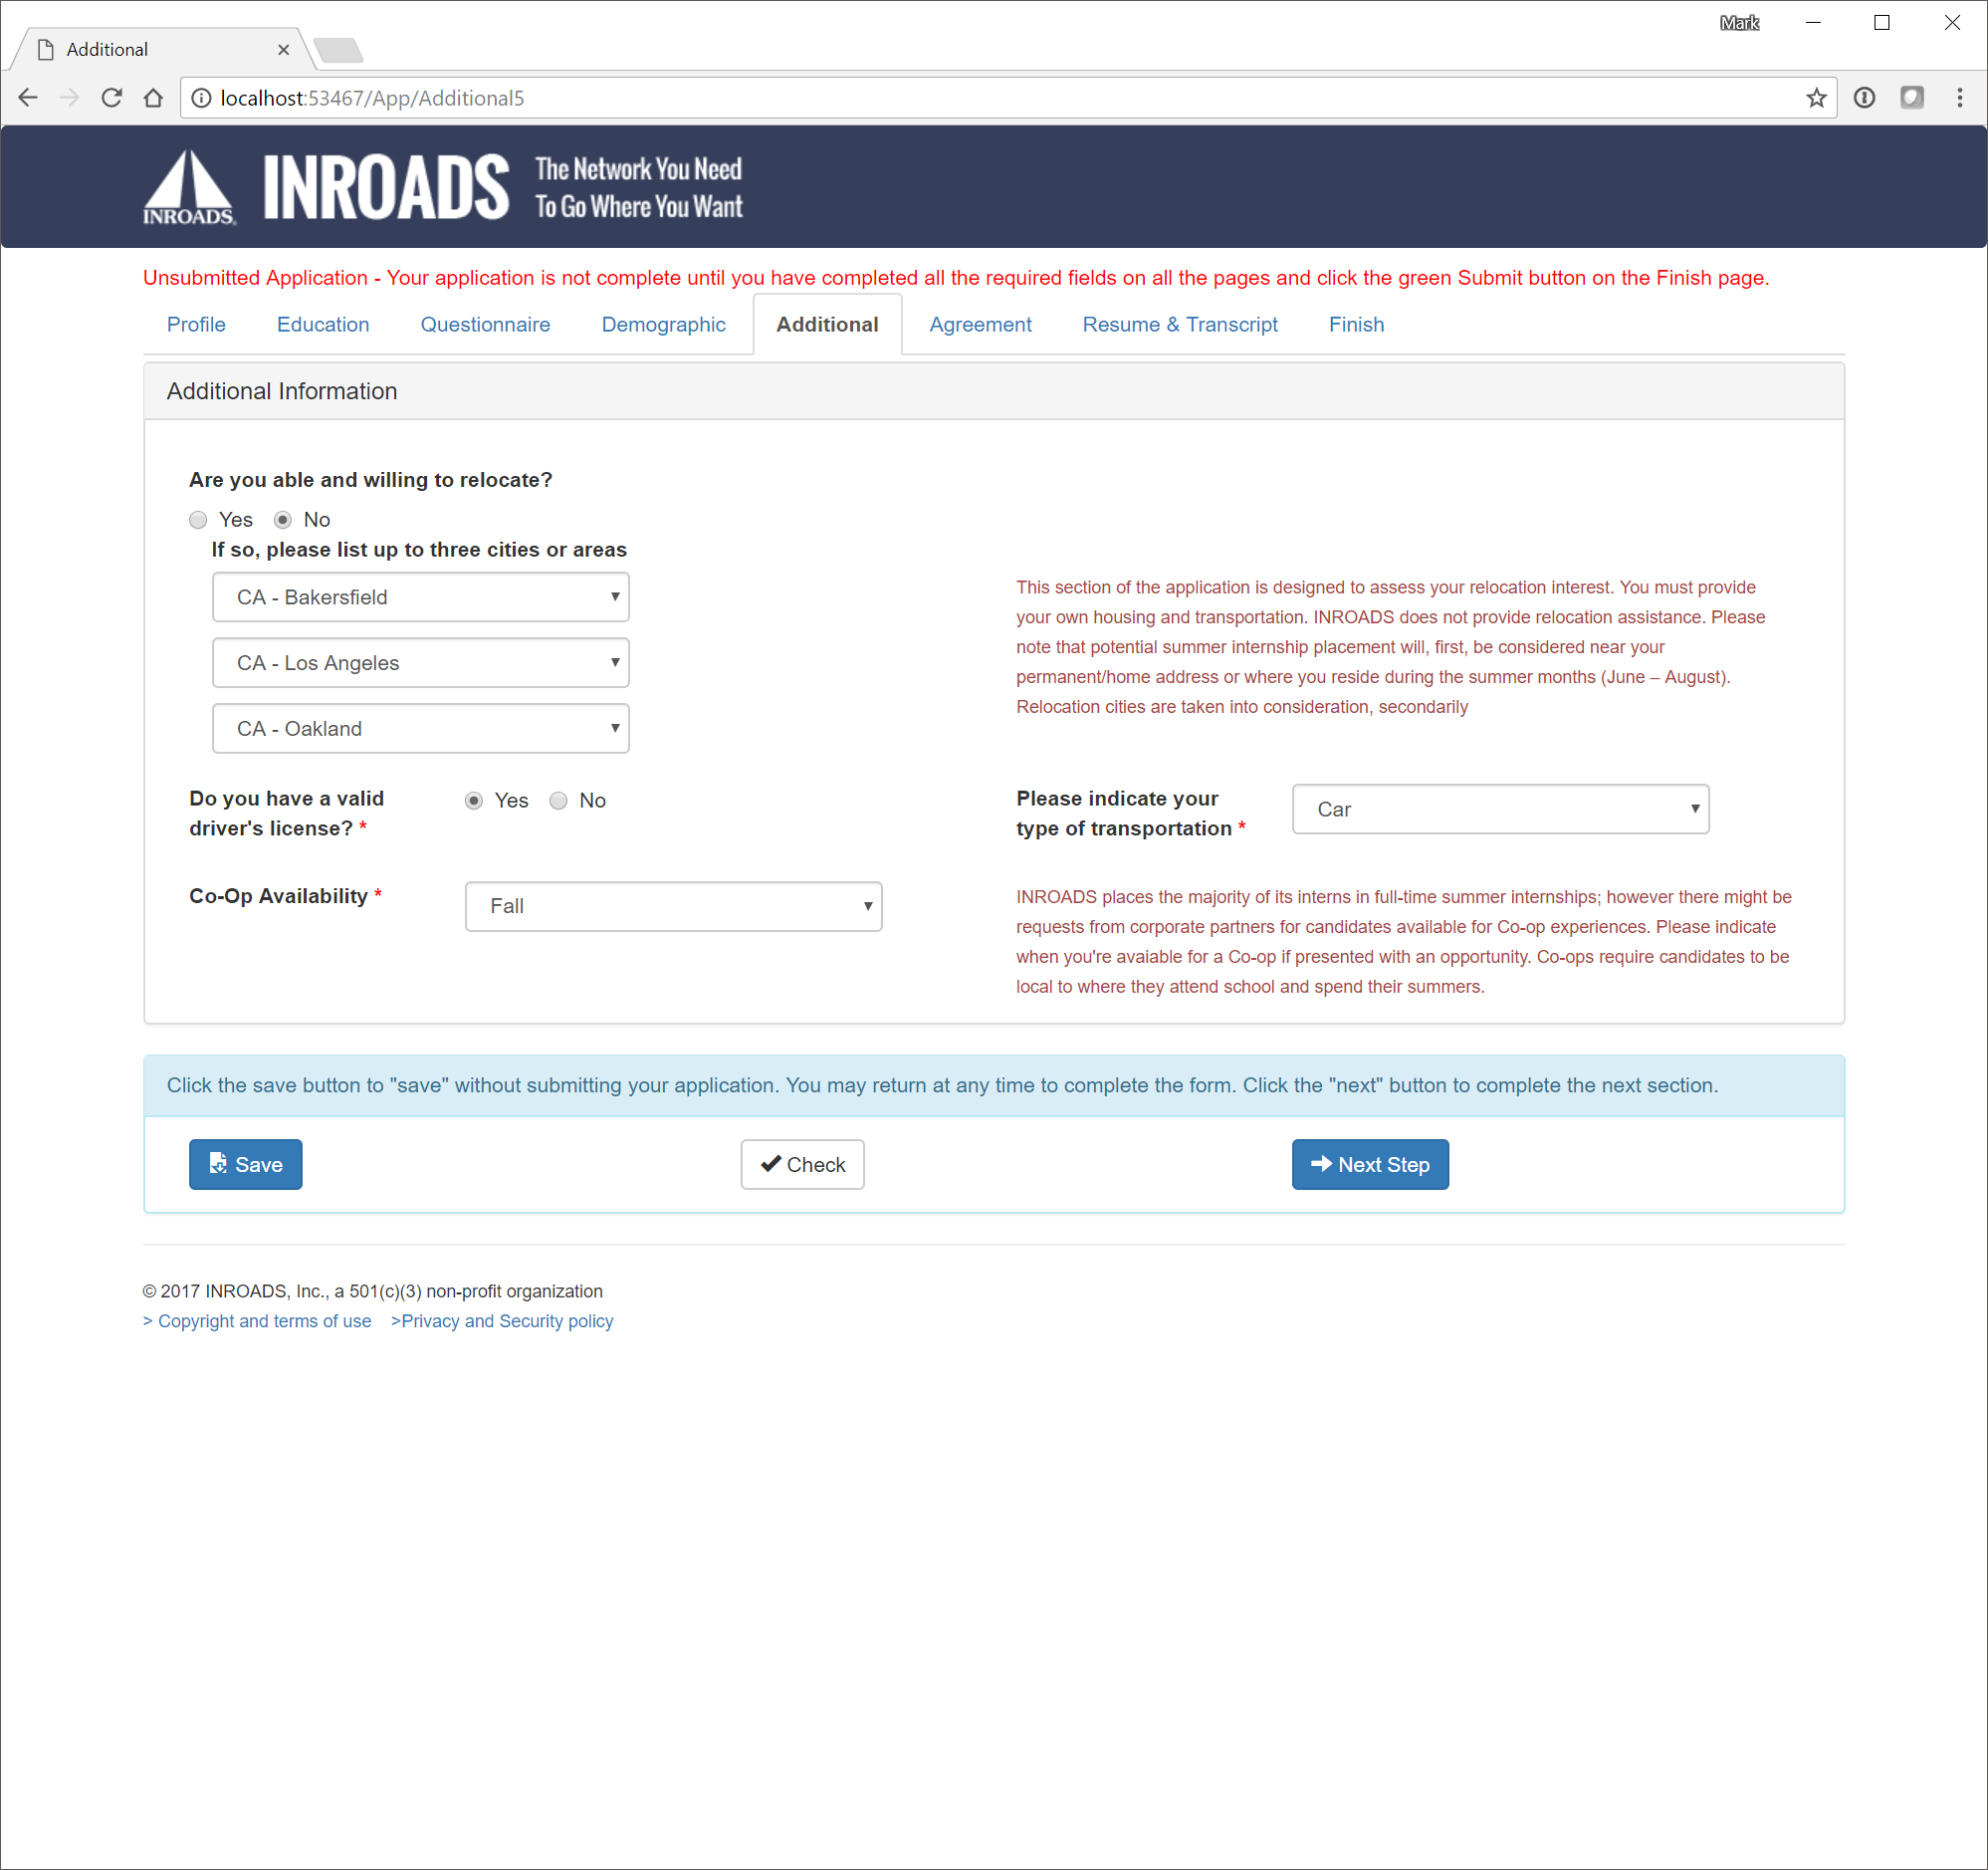 Mark
Additional
localhost:53467/App/Additional5
INROADS
INROADS
The Network You Need
To Go Where You Want
Unsubmitted Application - Your application is not complete until you have completed all the required fields on all the pages and click the green Submit button on the Finish page.
Profile Education Questionnaire Demographic Additional Agreement Resume & Transcript Finish
Additional Information
Are you able and willing to relocate?
Yes No
If so, please list up to three cities or areas
CA - Bakersfield
CA - Los Angeles
CA - Oakland
This section of the application is designed to assess your relocation interest. You must provide
your own housing and transportation. INROADS does not provide relocation assistance. Please
note that potential summer internship placement will, first, be considered near your
permanent/home address or where you reside during the summer months (June – August).
Relocation cities are taken into consideration, secondarily
Do you have a valid
driver's license? *
Yes No
Please indicate your
type of transportation *
Car
Co-Op Availability *
Fall
INROADS places the majority of its interns in full-time summer internships; however there might be
requests from corporate partners for candidates available for Co-op experiences. Please indicate
when you're avaiable for a Co-op if presented with an opportunity. Co-ops require candidates to be
local to where they attend school and spend their summers.
Click the save button to "save" without submitting your application. You may return at any time to complete the form. Click the "next" button to complete the next section.
Save Check Next Step
© 2017 INROADS, Inc., a 501(c)(3) non-profit organization
> Copyright and terms of use >Privacy and Security policy